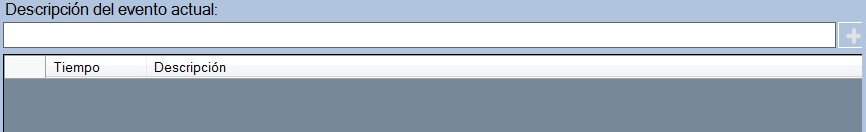 Descripción del evento actual:
Tiempo Descripción